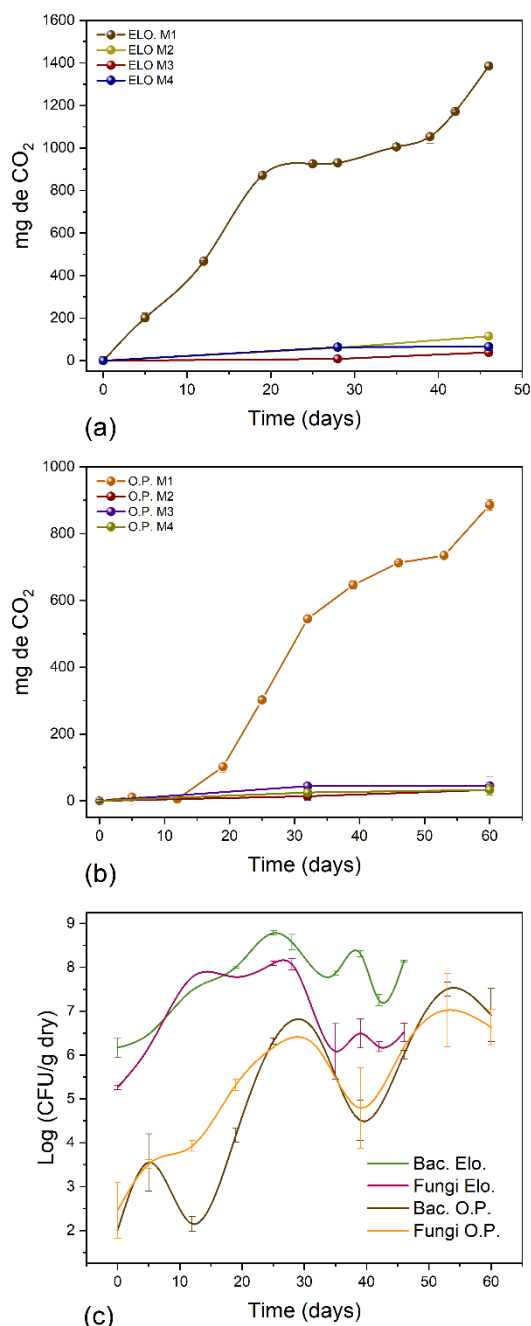 1600
1400
1200
1000
800
600
400
200
0
mg de CO2
ELO. M1
ELO M2
ELO M3
ELO M4
0 10 20 30 40 50
Time (days)
(a)
1000
800
600
400
200
0
mg de CO2
O.P. M1
O.P. M2
O.P. M3
O.P. M4
0 10 20 30 40 50 60
Time (days)
(b)
9
8
7
6
5
4
3
2
Log (CFU/g dry)
Bac. Elo.
Fungi Elo.
Bac. O.P.
Fungi O.P.
0 10 20 30 40 50 60
Time (days)
(c)